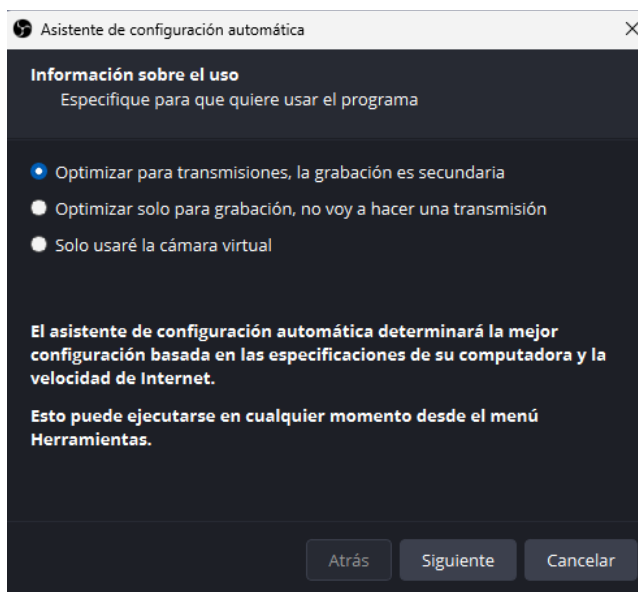 Asistente de configuración automática
Información sobre el uso
Especifique para que quiere usar el programa
Optimizar para transmisiones, la grabación es secundaria
Optimizar solo para grabación, no voy a hacer una transmisión
Solo usaré la cámara virtual
El asistente de configuración automática determinará la mejor
configuración basada en las especificaciones de su computadora y la
velocidad de Internet.
Esto puede ejecutarse en cualquier momento desde el menú
Herramientas.
Atrás
Siguiente
Cancelar